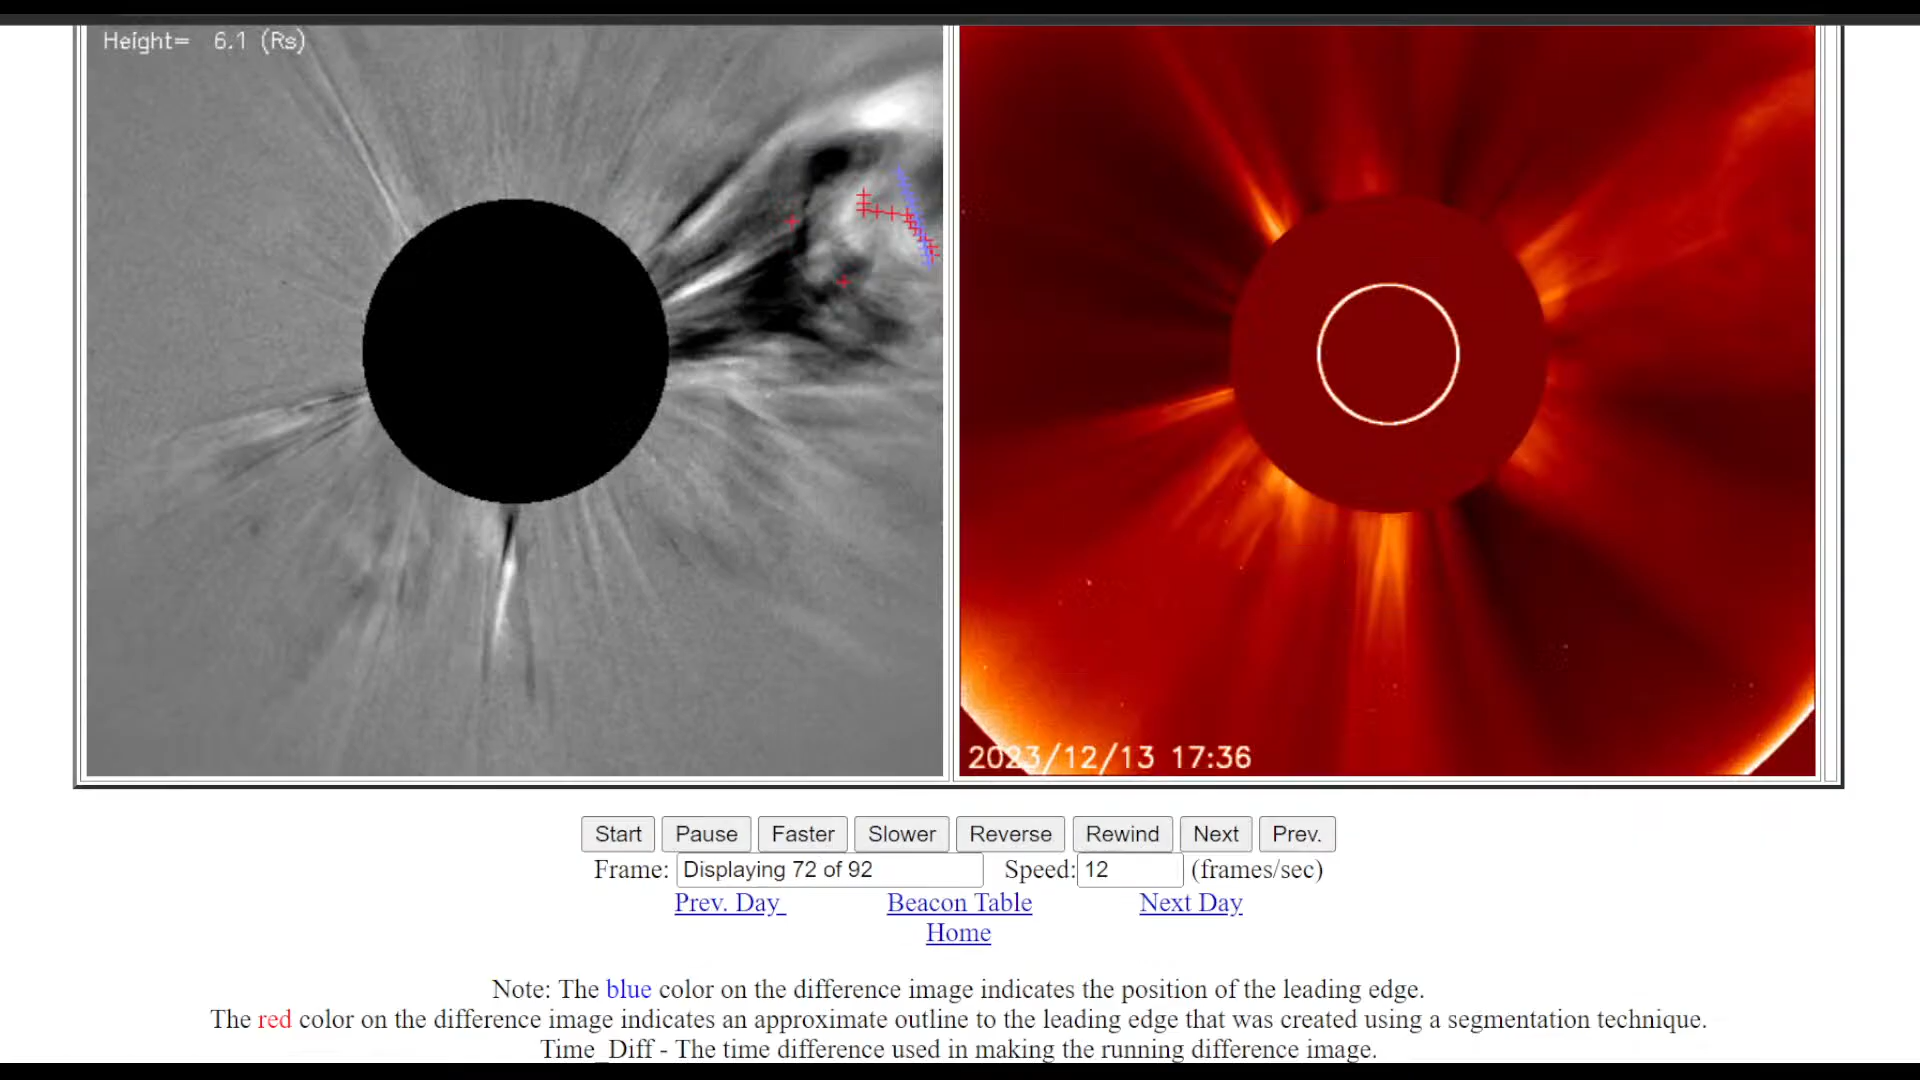 Height= 6.1 (Rs)
2023/12/13 17:36
Start Pause Faster Slower Reverse Rewind Next Prev.
Frame: Displaying 72 of 92 Speed: 12 (frames/sec)
Prev. Day Beacon Table Next Day
Home
Note: The blue color on the difference image indicates the position of the leading edge.
The red color on the difference image indicates an approximate outline to the leading edge that was created using a segmentation technique.
Time_Diff - The time difference used in making the running difference image.